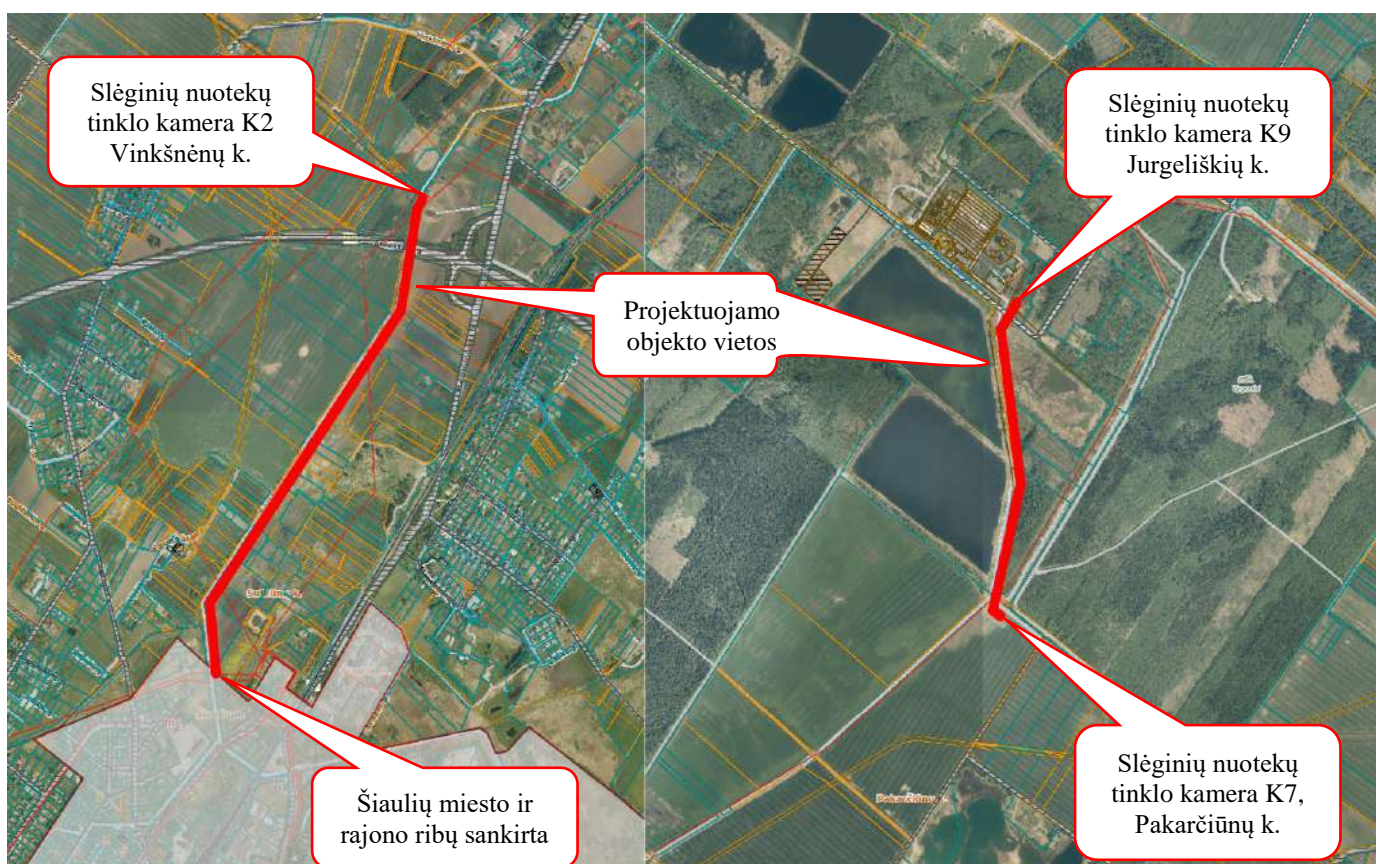 Slėginių nuotekų
tinklo kamera K2
Vinkšnėnų k.
Slėginių nuotekų
tinklo kamera K9
Jurgeliškių k.
Projektuojamo
objekto vietos
Šiaulių miesto ir
rajono ribų sankirta
Slėginių nuotekų
tinklo kamera K7,
Pakarčiūnų k.
Pakarčiūnų k.